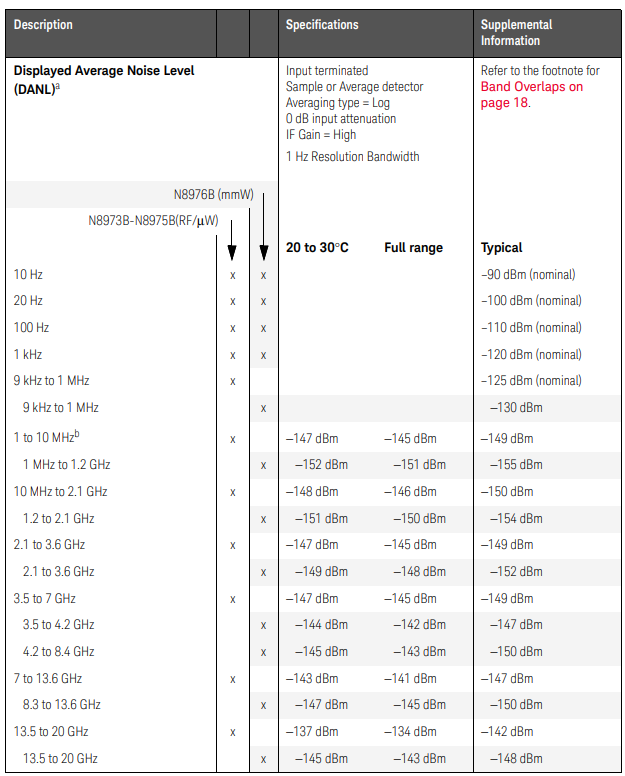 Description Specifications Supplemental
Information
Displayed Average Noise Level Input terminated Refer to the footnote for
(DANL)a Sample or Average detector Band Overlaps on
Averaging type = Log page 18.
0 dB input attenuation
IF Gain = High
1 Hz Resolution Bandwidth
N8976B (mmW)
N8973B-N8975B(RF/µW)
20 to 30°C Full range Typical
10 Hz x x –90 dBm (nominal)
20 Hz x x –100 dBm (nominal)
100 Hz x x –110 dBm (nominal)
1 kHz x x –120 dBm (nominal)
9 kHz to 1 MHz x –125 dBm (nominal)
9 kHz to 1 MHz x –130 dBm
1 to 10 MHzb x –147 dBm –145 dBm –149 dBm
1 MHz to 1.2 GHz x –152 dBm –151 dBm –155 dBm
10 MHz to 2.1 GHz x –148 dBm –146 dBm –150 dBm
1.2 to 2.1 GHz x –151 dBm –150 dBm –154 dBm
2.1 to 3.6 GHz x –147 dBm –145 dBm –149 dBm
2.1 to 3.6 GHz x –149 dBm –148 dBm –152 dBm
3.5 to 7 GHz x –147 dBm –145 dBm –149 dBm
3.5 to 4.2 GHz x –144 dBm –142 dBm –147 dBm
4.2 to 8.4 GHz x –145 dBm –143 dBm –150 dBm
7 to 13.6 GHz x –143 dBm –141 dBm –147 dBm
8.3 to 13.6 GHz x –147 dBm –145 dBm –150 dBm
13.5 to 20 GHz x –137 dBm –134 dBm –142 dBm
13.5 to 20 GHz x –145 dBm –143 dBm –148 dBm